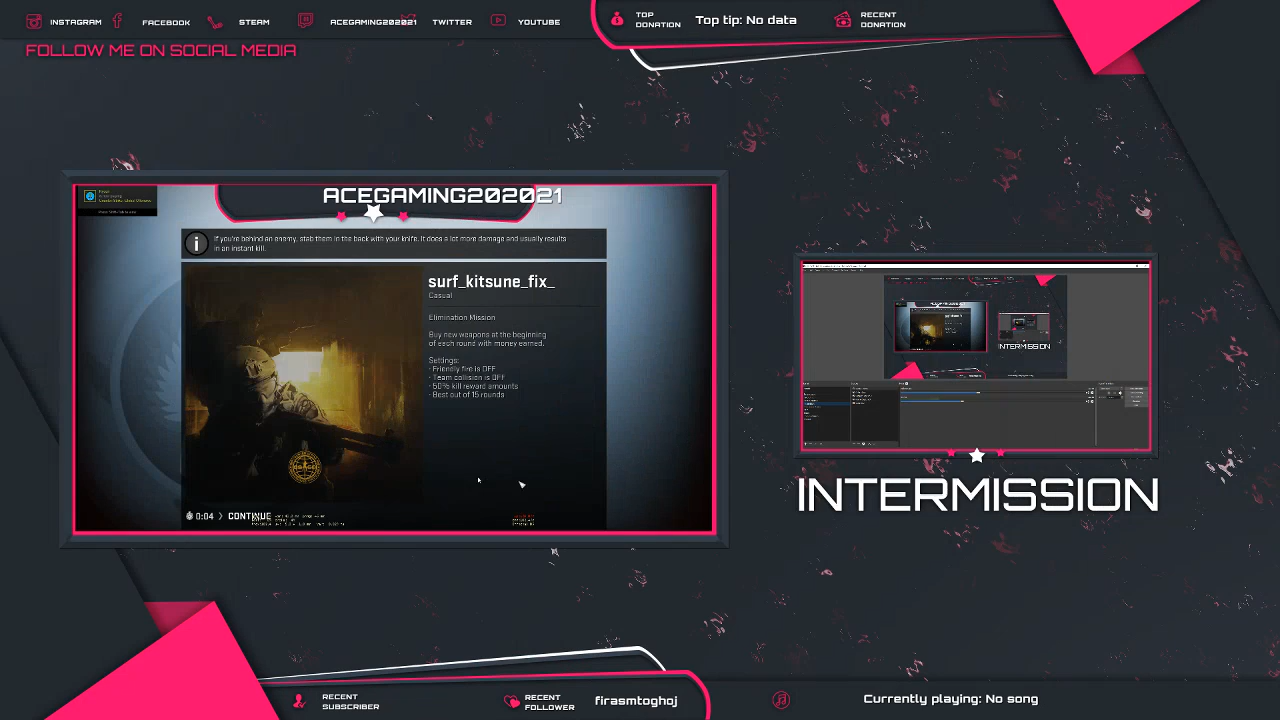 INSTAGRAM
FACEBOOK
STEAM
ACEGAMING202021
TWITTER
YOUTUBE
TOP
DONATION
Top tip: No data
RECENT
DONATION
FOLLOW ME ON SOCIAL MEDIA
ACEGAMING202021
If you're behind an enemy, stab them in the back with your knife. It does a lot more damage and usually results
in an instant kill.
surf_kitsune_fix_
Casual
Elimination Mission
Buy new weapons at the beginning
of each round with money earned.
Settings:
- Friendly fire is OFF
- Team collision is OFF
- 50% kill reward amounts
- Best out of 15 rounds
0:04 > CONTINUE
INTERMISSION
INTERMISSION
RECENT
SUBSCRIBER
RECENT
FOLLOWER
firasmtoghoj
Currently playing: No song